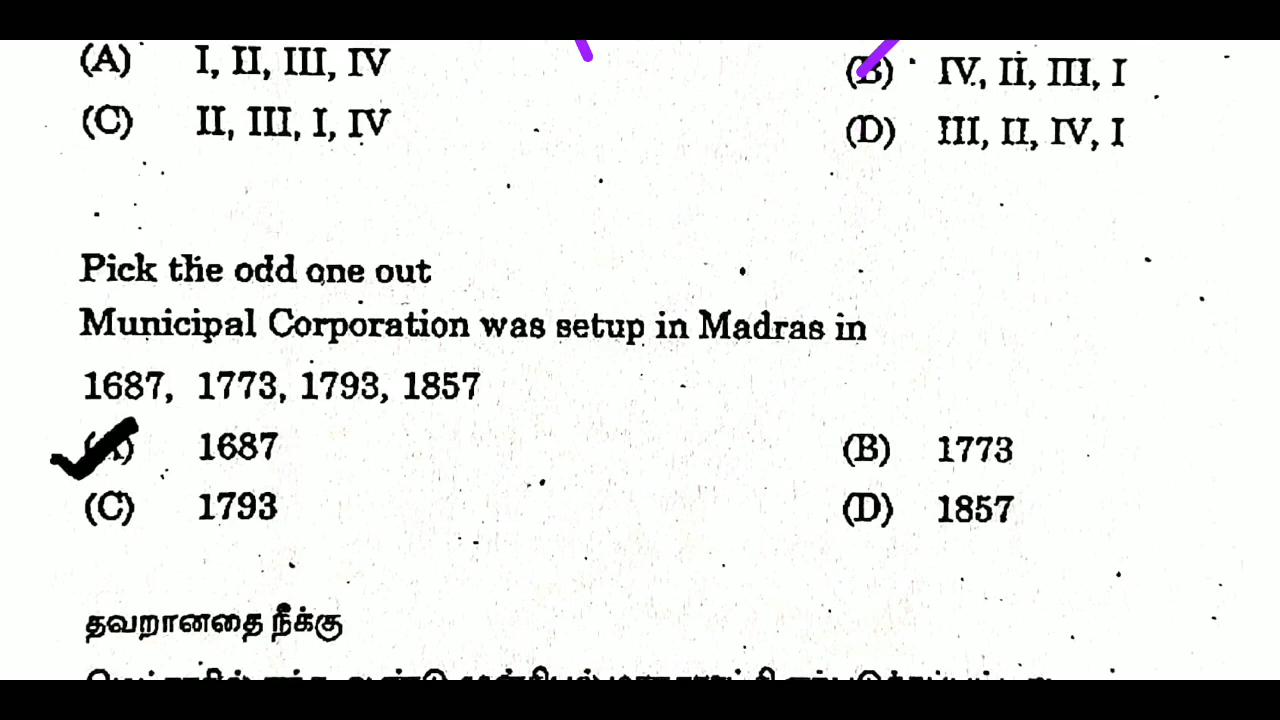 (A) I, II, III, IV
(B) IV, II, III, I
(C) II, III, I, IV
(D) III, II, IV, I
Pick the odd one out
Municipal Corporation was setup in Madras in
1687, 1773, 1793, 1857
(A) 1687
(B) 1773
(C) 1793
(D) 1857
தவறானதை நீக்கு